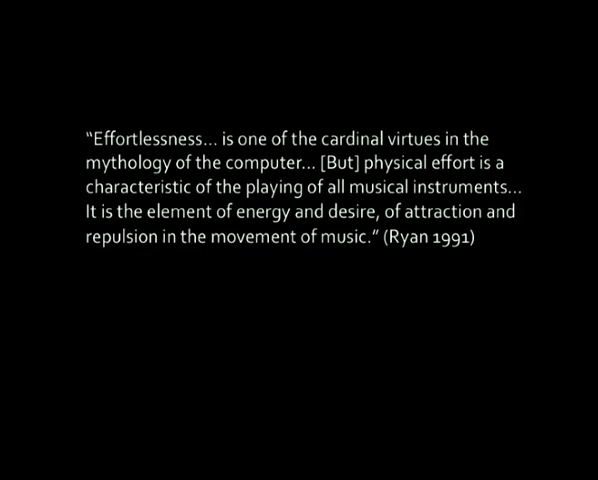 “Effortlessness... is one of the cardinal virtues in the
mythology of the computer... [But] physical effort is a
characteristic of the playing of all musical instruments...
It is the element of energy and desire, of attraction and
repulsion in the movement of music.” (Ryan 1991)